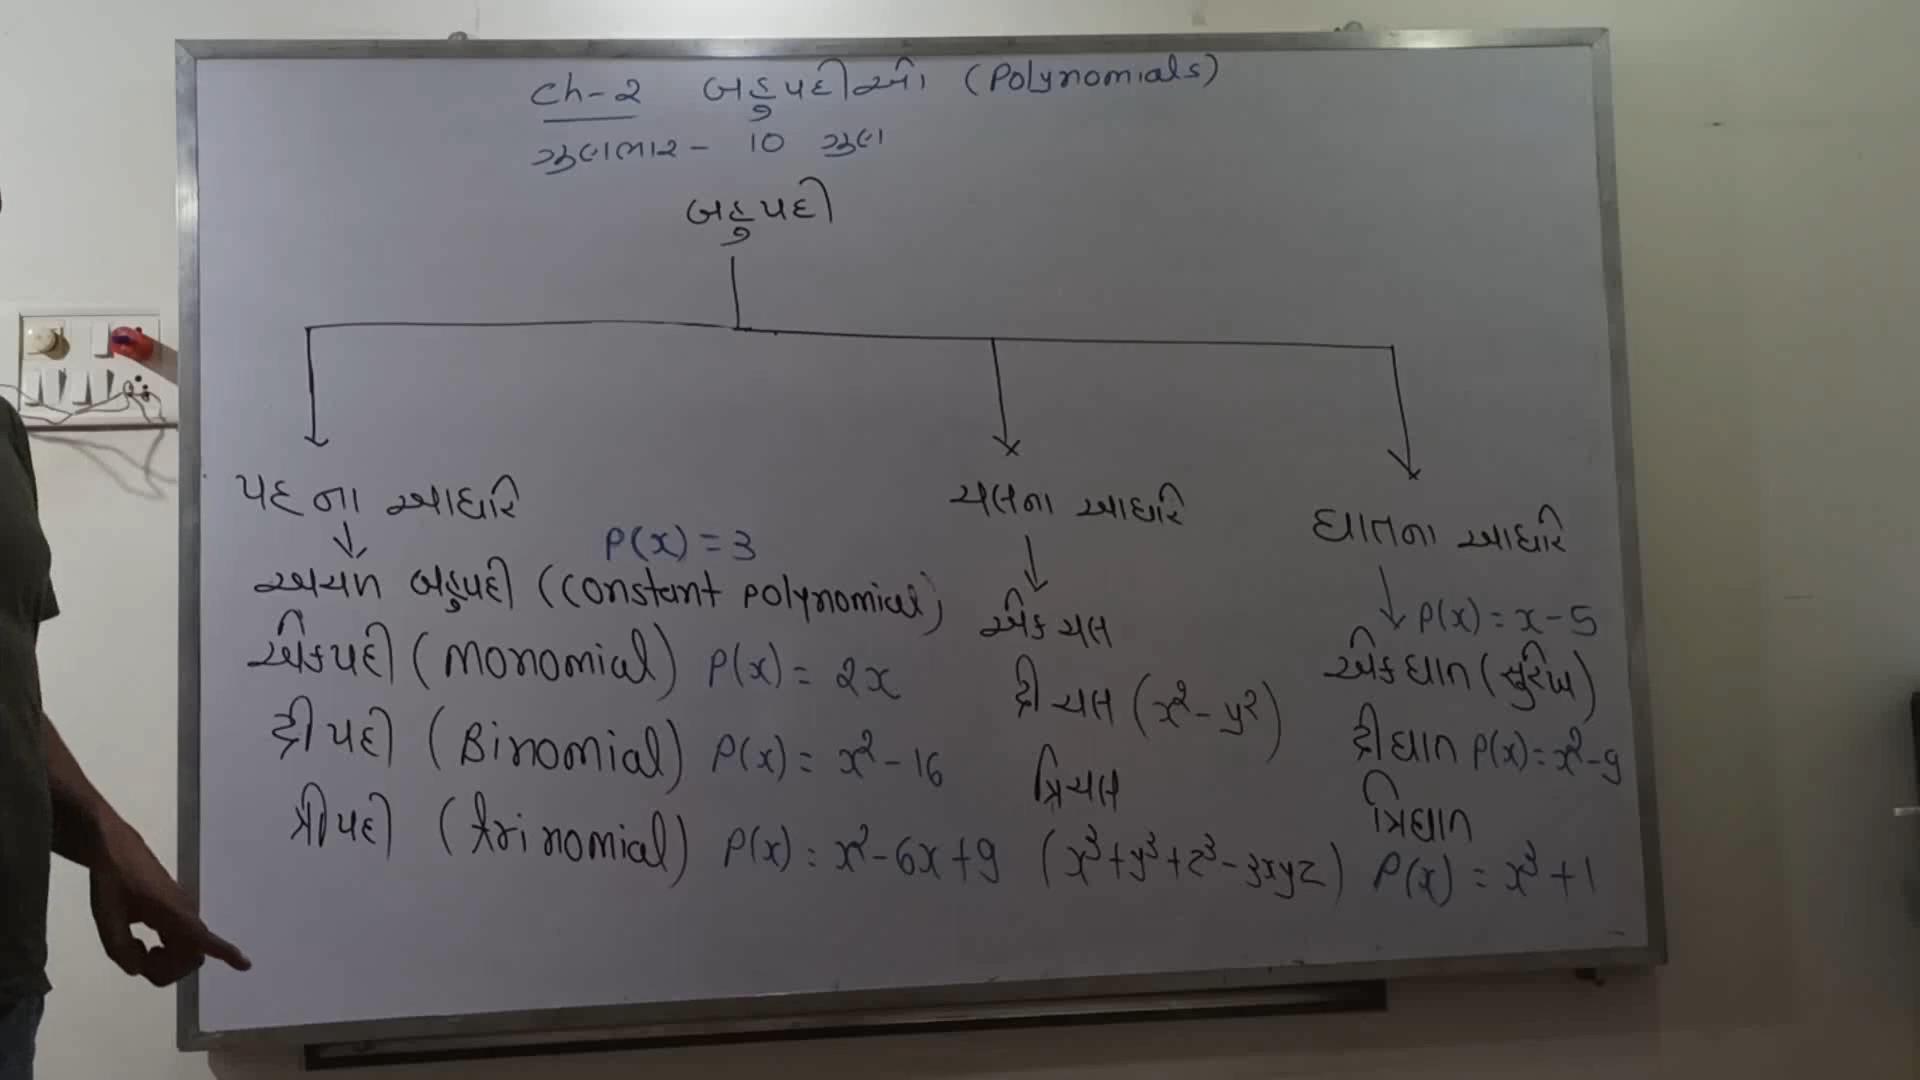 Ch-2 બહુપદીઓ (Polynomials)
ગુણભાર - 10 ગુણ
બહુપદી
પદના આધારે
P(x) = 3
અચળ બહુપદી (Constant polynomial)
એકપદી (Monomial) P(x) = 2x
દ્વીપદી (Binomial) P(x) = x² - 16
ત્રીપદી (trinomial) P(x) = x² - 6x + 9
ચલના આધારે
એક ચલ
દ્વી ચલ (x² - y²)
ત્રિચલ
(x³ + y³ + z³ - 3xyz)
ઘાતના આધારે
P(x) = x - 5
એકઘાત (સુરેખ)
દ્વીઘાત P(x) = x² - 9
ત્રિઘાત
P(x) = x³ + 1